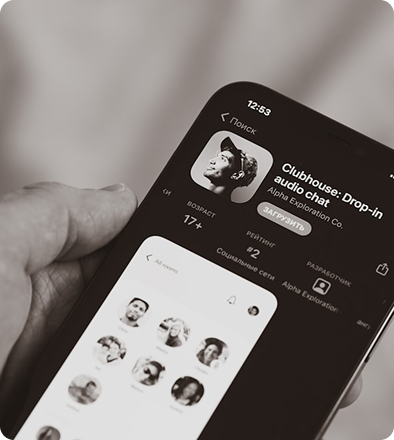 12:53
Поиск
Clubhouse: Drop-in
audio chat
Alpha Exploration Co.
ЗАГРУЗИТЬ
ВОЗРАСТ
17+
РЕЙТИНГ
#2
Социальные сети
РАЗРАБОТЧИК
Alpha Exploration
All rooms